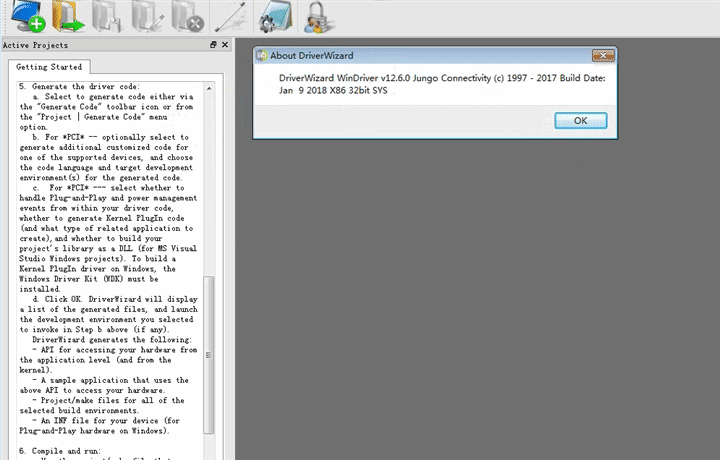 Active Projects
Getting Started
5. Generate the driver code:
a. Select to generate code either via
the "Generate Code" toolbar icon or from
the "Project | Generate Code" menu
option.
b. For *PCI* -- optionally select to
generate additional customized code for
one of the supported devices, and choose
the code language and target development
environment(s) for the generated code.
c. For *PCI* --- select whether to
handle Plug-and-Play and power management
events from within your driver code,
whether to generate Kernel PlugIn code
(and what type of related application to
create),and whether to build your
project's library as a DLL (for MS Visual
Studio Windows projects). To build a
Kernel PlugIn driver on Windows, the
Windows Driver Kit (WDK) must be
installed.
d. Click OK. DriverWizard will display
a list of the generated files, and launch
the development environment you selected
to invoke in Step b above (if any).
DriverWizard generates the following:
- API for accessing your hardware from
the application level (and from the
kernel).
- A sample application that uses the
above API to access your hardware.
- Project/make files for all of the
selected build environments.
- An INF file for your device (for
Plug-and-Play hardware on Windows).
6. Compile and run:
About DriverWizard
DriverWizard WinDriver v12.6.0 Jungo Connectivity (c) 1997 - 2017 Build Date:
Jan 9 2018 X86 32bit SYS
OK